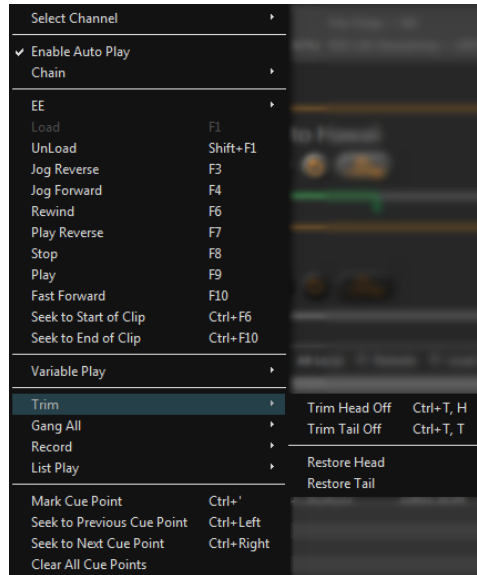 Select Channel
Enable Auto Play
Chain
EE
Load F1
UnLoad Shift+F1
Jog Reverse F3
Jog Forward F4
Rewind F6
Play Reverse F7
Stop F8
Play F9
Fast Forward F10
Seek to Start of Clip Ctrl+F6
Seek to End of Clip Ctrl+F10
Variable Play
Trim
Gang All
Record
List Play
Mark Cue Point Ctrl+'
Seek to Previous Cue Point Ctrl+Left
Seek to Next Cue Point Ctrl+Right
Clear All Cue Points
Trim Head Off Ctrl+T, H
Trim Tail Off Ctrl+T, T
Restore Head
Restore Tail
to Hawaii